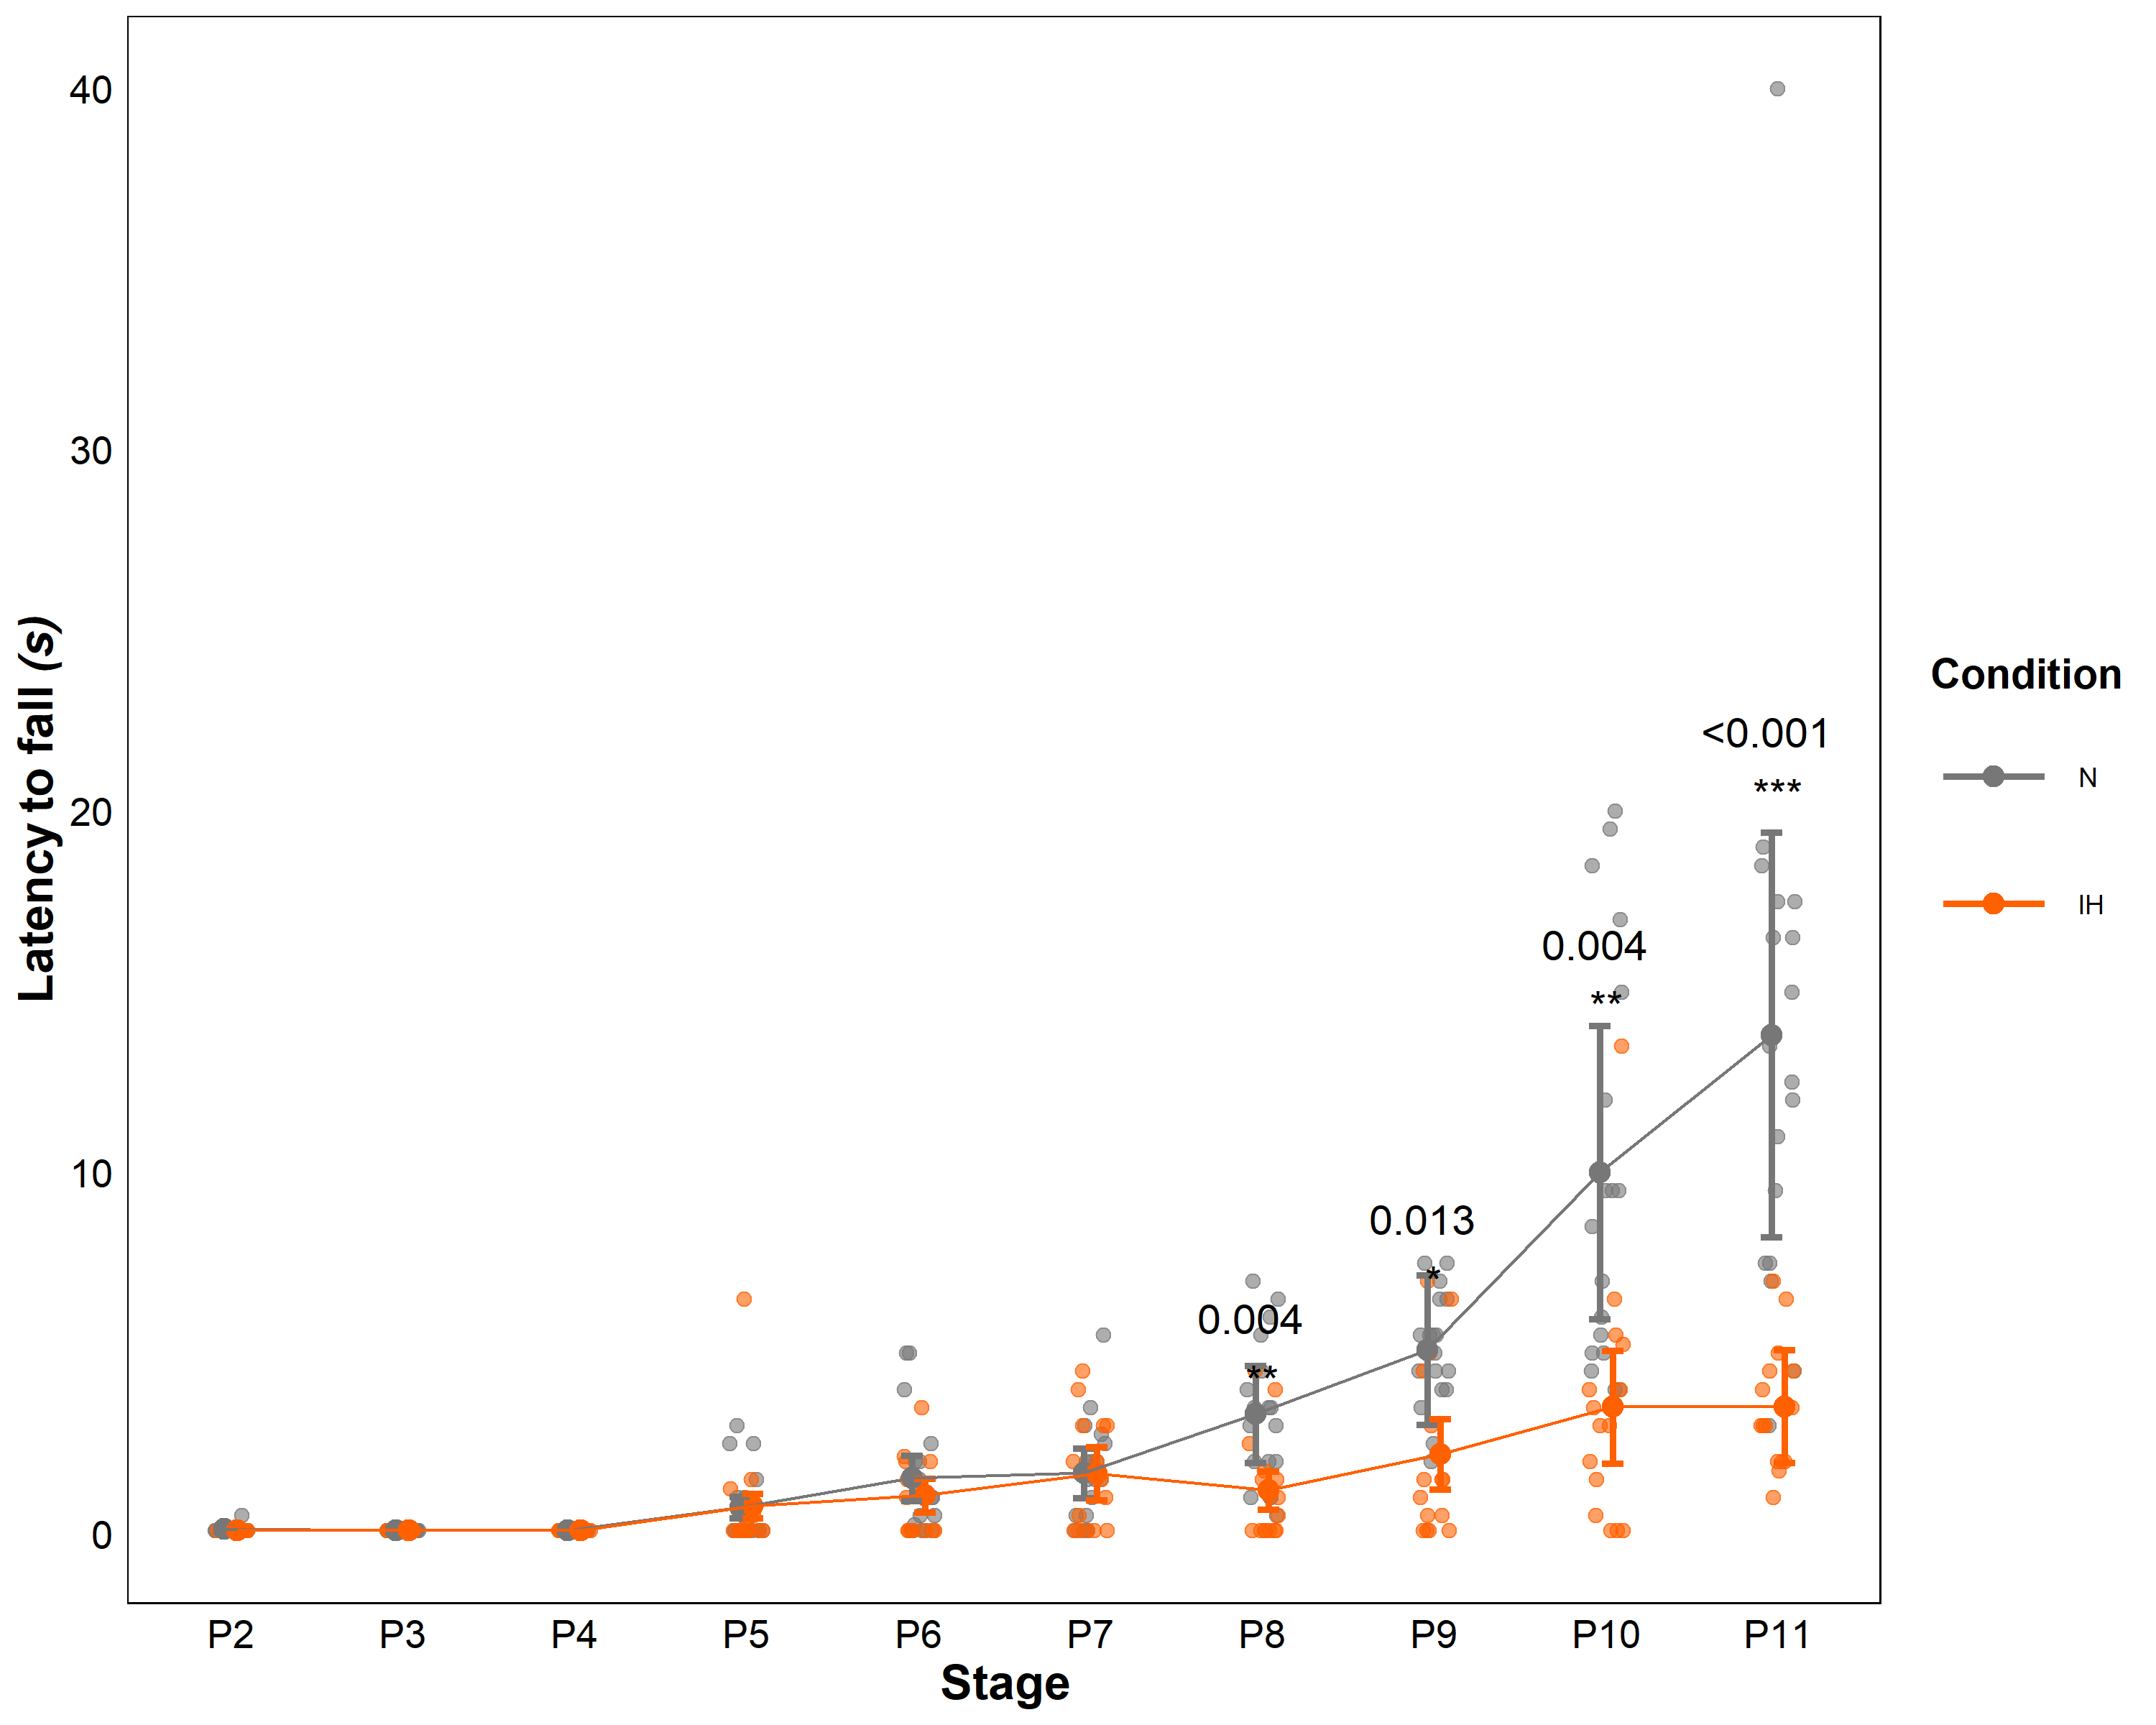 40
30
20
10
0
Latency to fall (s)
<0.001
***
0.004
**
0.013
*
0.004
**
P2 P3 P4 P5 P6 P7 P8 P9 P10 P11
Stage
Condition
N
IH